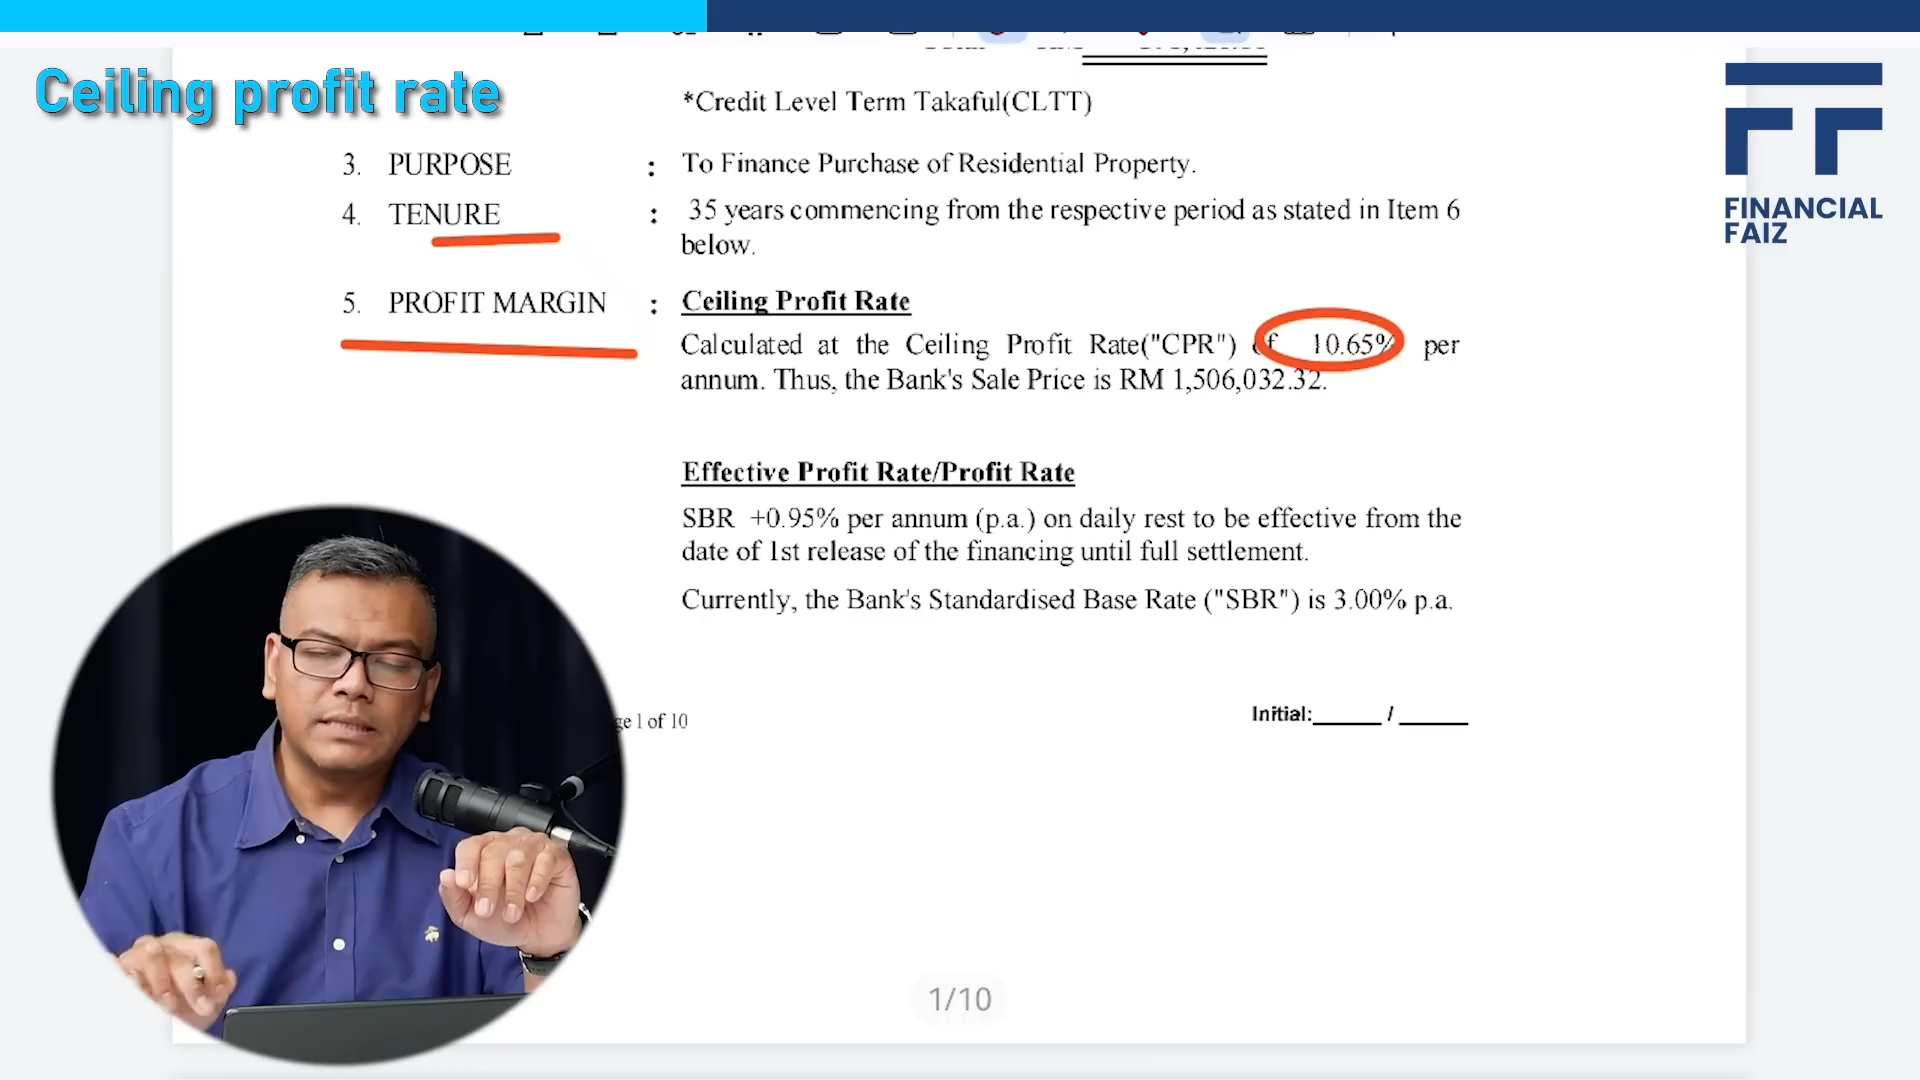 Ceiling profit rate
*Credit Level Term Takaful(CLTT)
3. PURPOSE : To Finance Purchase of Residential Property.
4. TENURE : 35 years commencing from the respective period as stated in Item 6
below.
5. PROFIT MARGIN : Ceiling Profit Rate
Calculated at the Ceiling Profit Rate("CPR") of 10.65% per
annum. Thus, the Bank's Sale Price is RM 1,506,032.32.
Effective Profit Rate/Profit Rate
SBR +0.95% per annum (p.a.) on daily rest to be effective from the
date of 1st release of the financing until full settlement.
Currently, the Bank's Standardised Base Rate ("SBR") is 3.00% p.a.
1 of 10
Initial:______ / ______
1/10
FF
FINANCIAL
FAIZ